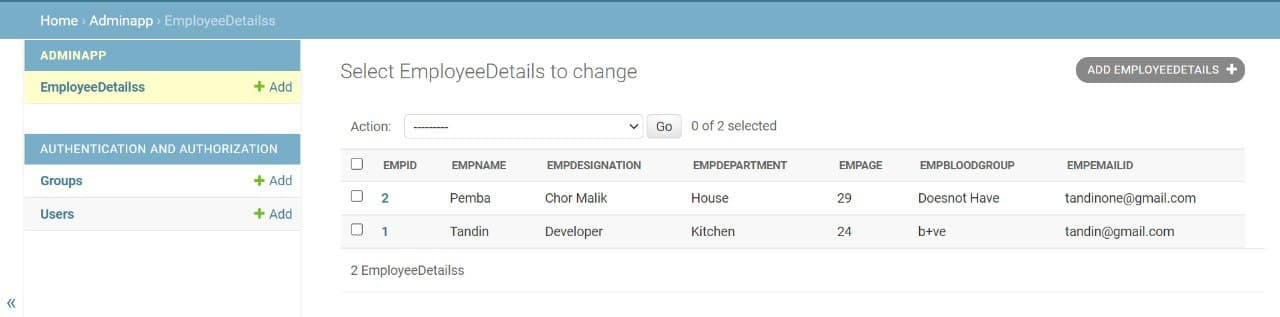 Home › Adminapp › EmployeeDetailss
ADMINAPP
EmployeeDetailss + Add
AUTHENTICATION AND AUTHORIZATION
Groups + Add
Users + Add
«
Select EmployeeDetails to change
ADD EMPLOYEEDETAILS +
Action: --------- Go 0 of 2 selected
EMPID EMPNAME EMPDESIGNATION EMPDEPARTMENT EMPAGE EMPBLOODGROUP EMPEMAILID
2 Pemba Chor Malik House 29 Doesnot Have tandinone@gmail.com
1 Tandin Developer Kitchen 24 b+ve tandin@gmail.com
2 EmployeeDetailss